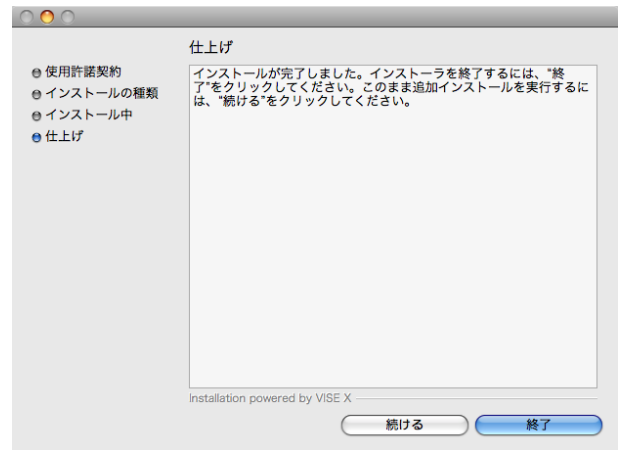 仕上げ
使用許諾契約
インストールの種類
インストール中
仕上げ
インストールが完了しました。インストーラを終了するには、"終
了"をクリックしてください。このまま追加インストールを実行するに
は、"続ける"をクリックしてください。
Installation powered by VISE X
続ける
終了